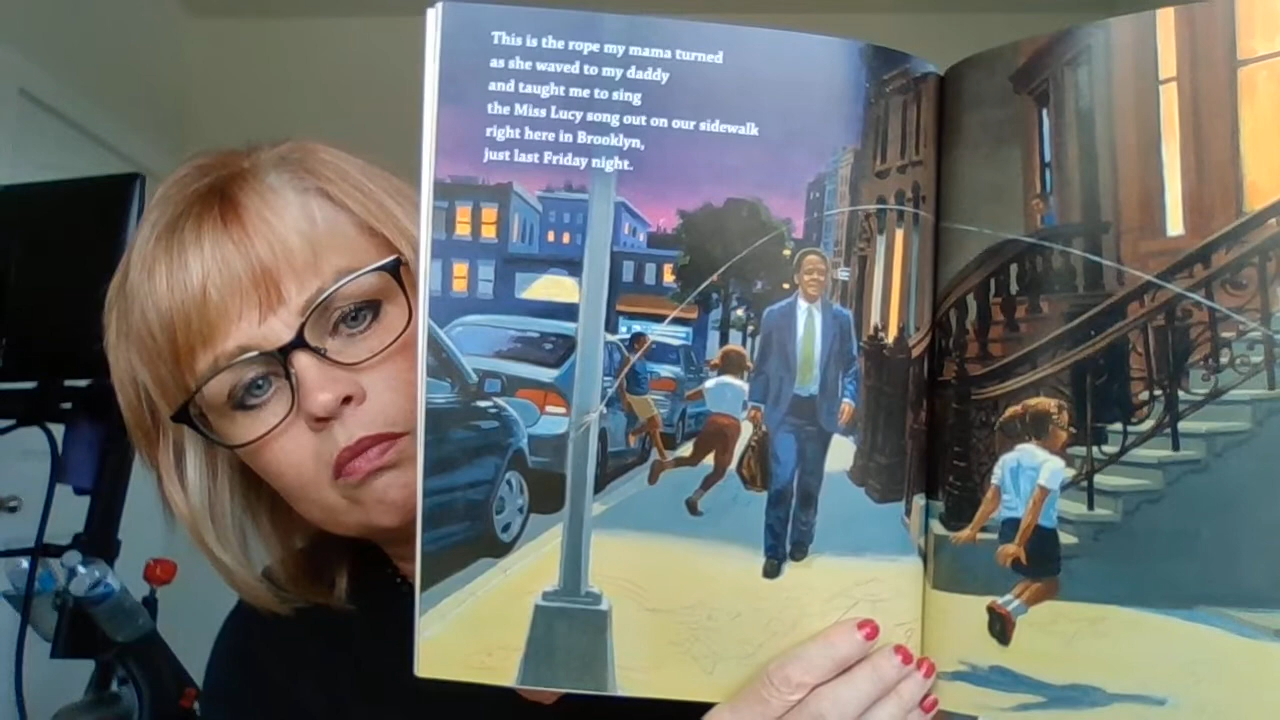 This is the rope my mama turned
as she waved to my daddy
and taught me to sing
the Miss Lucy song out on our sidewalk
right here in Brooklyn,
just last Friday night.